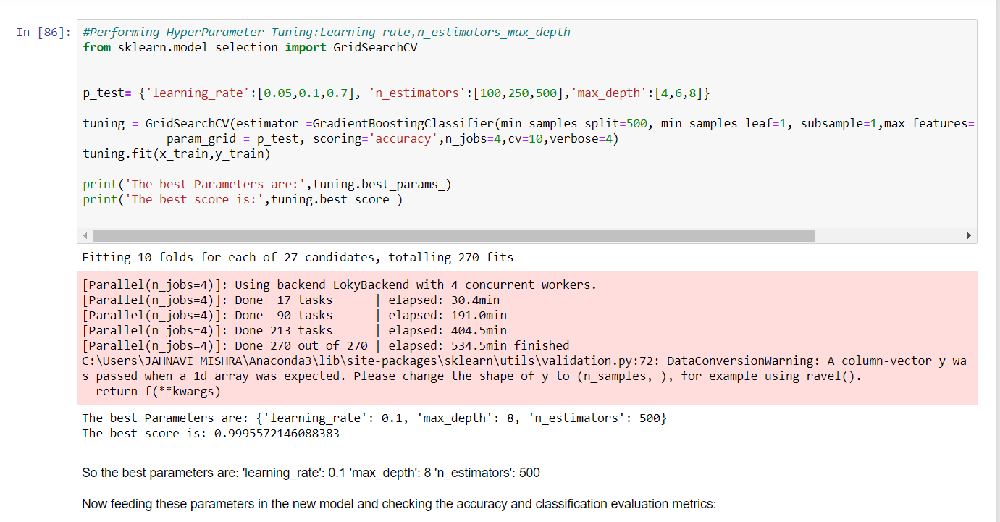 In [86]:
#Performing HyperParameter Tuning:Learning rate,n_estimators_max_depth
from sklearn.model_selection import GridSearchCV
p_test= {'learning_rate':[0.05,0.1,0.7], 'n_estimators':[100,250,500],'max_depth':[4,6,8]}
tuning = GridSearchCV(estimator =GradientBoostingClassifier(min_samples_split=500, min_samples_leaf=1, subsample=1,max_features=
            param_grid = p_test, scoring='accuracy',n_jobs=4,cv=10,verbose=4)
tuning.fit(x_train,y_train)
print('The best Parameters are:',tuning.best_params_)
print('The best score is:',tuning.best_score_)
Fitting 10 folds for each of 27 candidates, totalling 270 fits
[Parallel(n_jobs=4)]: Using backend LokyBackend with 4 concurrent workers.
[Parallel(n_jobs=4)]: Done  17 tasks      | elapsed: 30.4min
[Parallel(n_jobs=4)]: Done  90 tasks      | elapsed: 191.0min
[Parallel(n_jobs=4)]: Done 213 tasks      | elapsed: 404.5min
[Parallel(n_jobs=4)]: Done 270 out of 270 | elapsed: 534.5min finished
C:\Users\JAHNAVI MISHRA\Anaconda3\lib\site-packages\sklearn\utils\validation.py:72: DataConversionWarning: A column-vector y wa
s passed when a 1d array was expected. Please change the shape of y to (n_samples, ), for example using ravel().
  return f(**kwargs)
The best Parameters are: {'learning_rate': 0.1, 'max_depth': 8, 'n_estimators': 500}
The best score is: 0.9995572146088383
So the best parameters are: 'learning_rate': 0.1 'max_depth': 8 'n_estimators': 500
Now feeding these parameters in the new model and checking the accuracy and classification evaluation metrics: